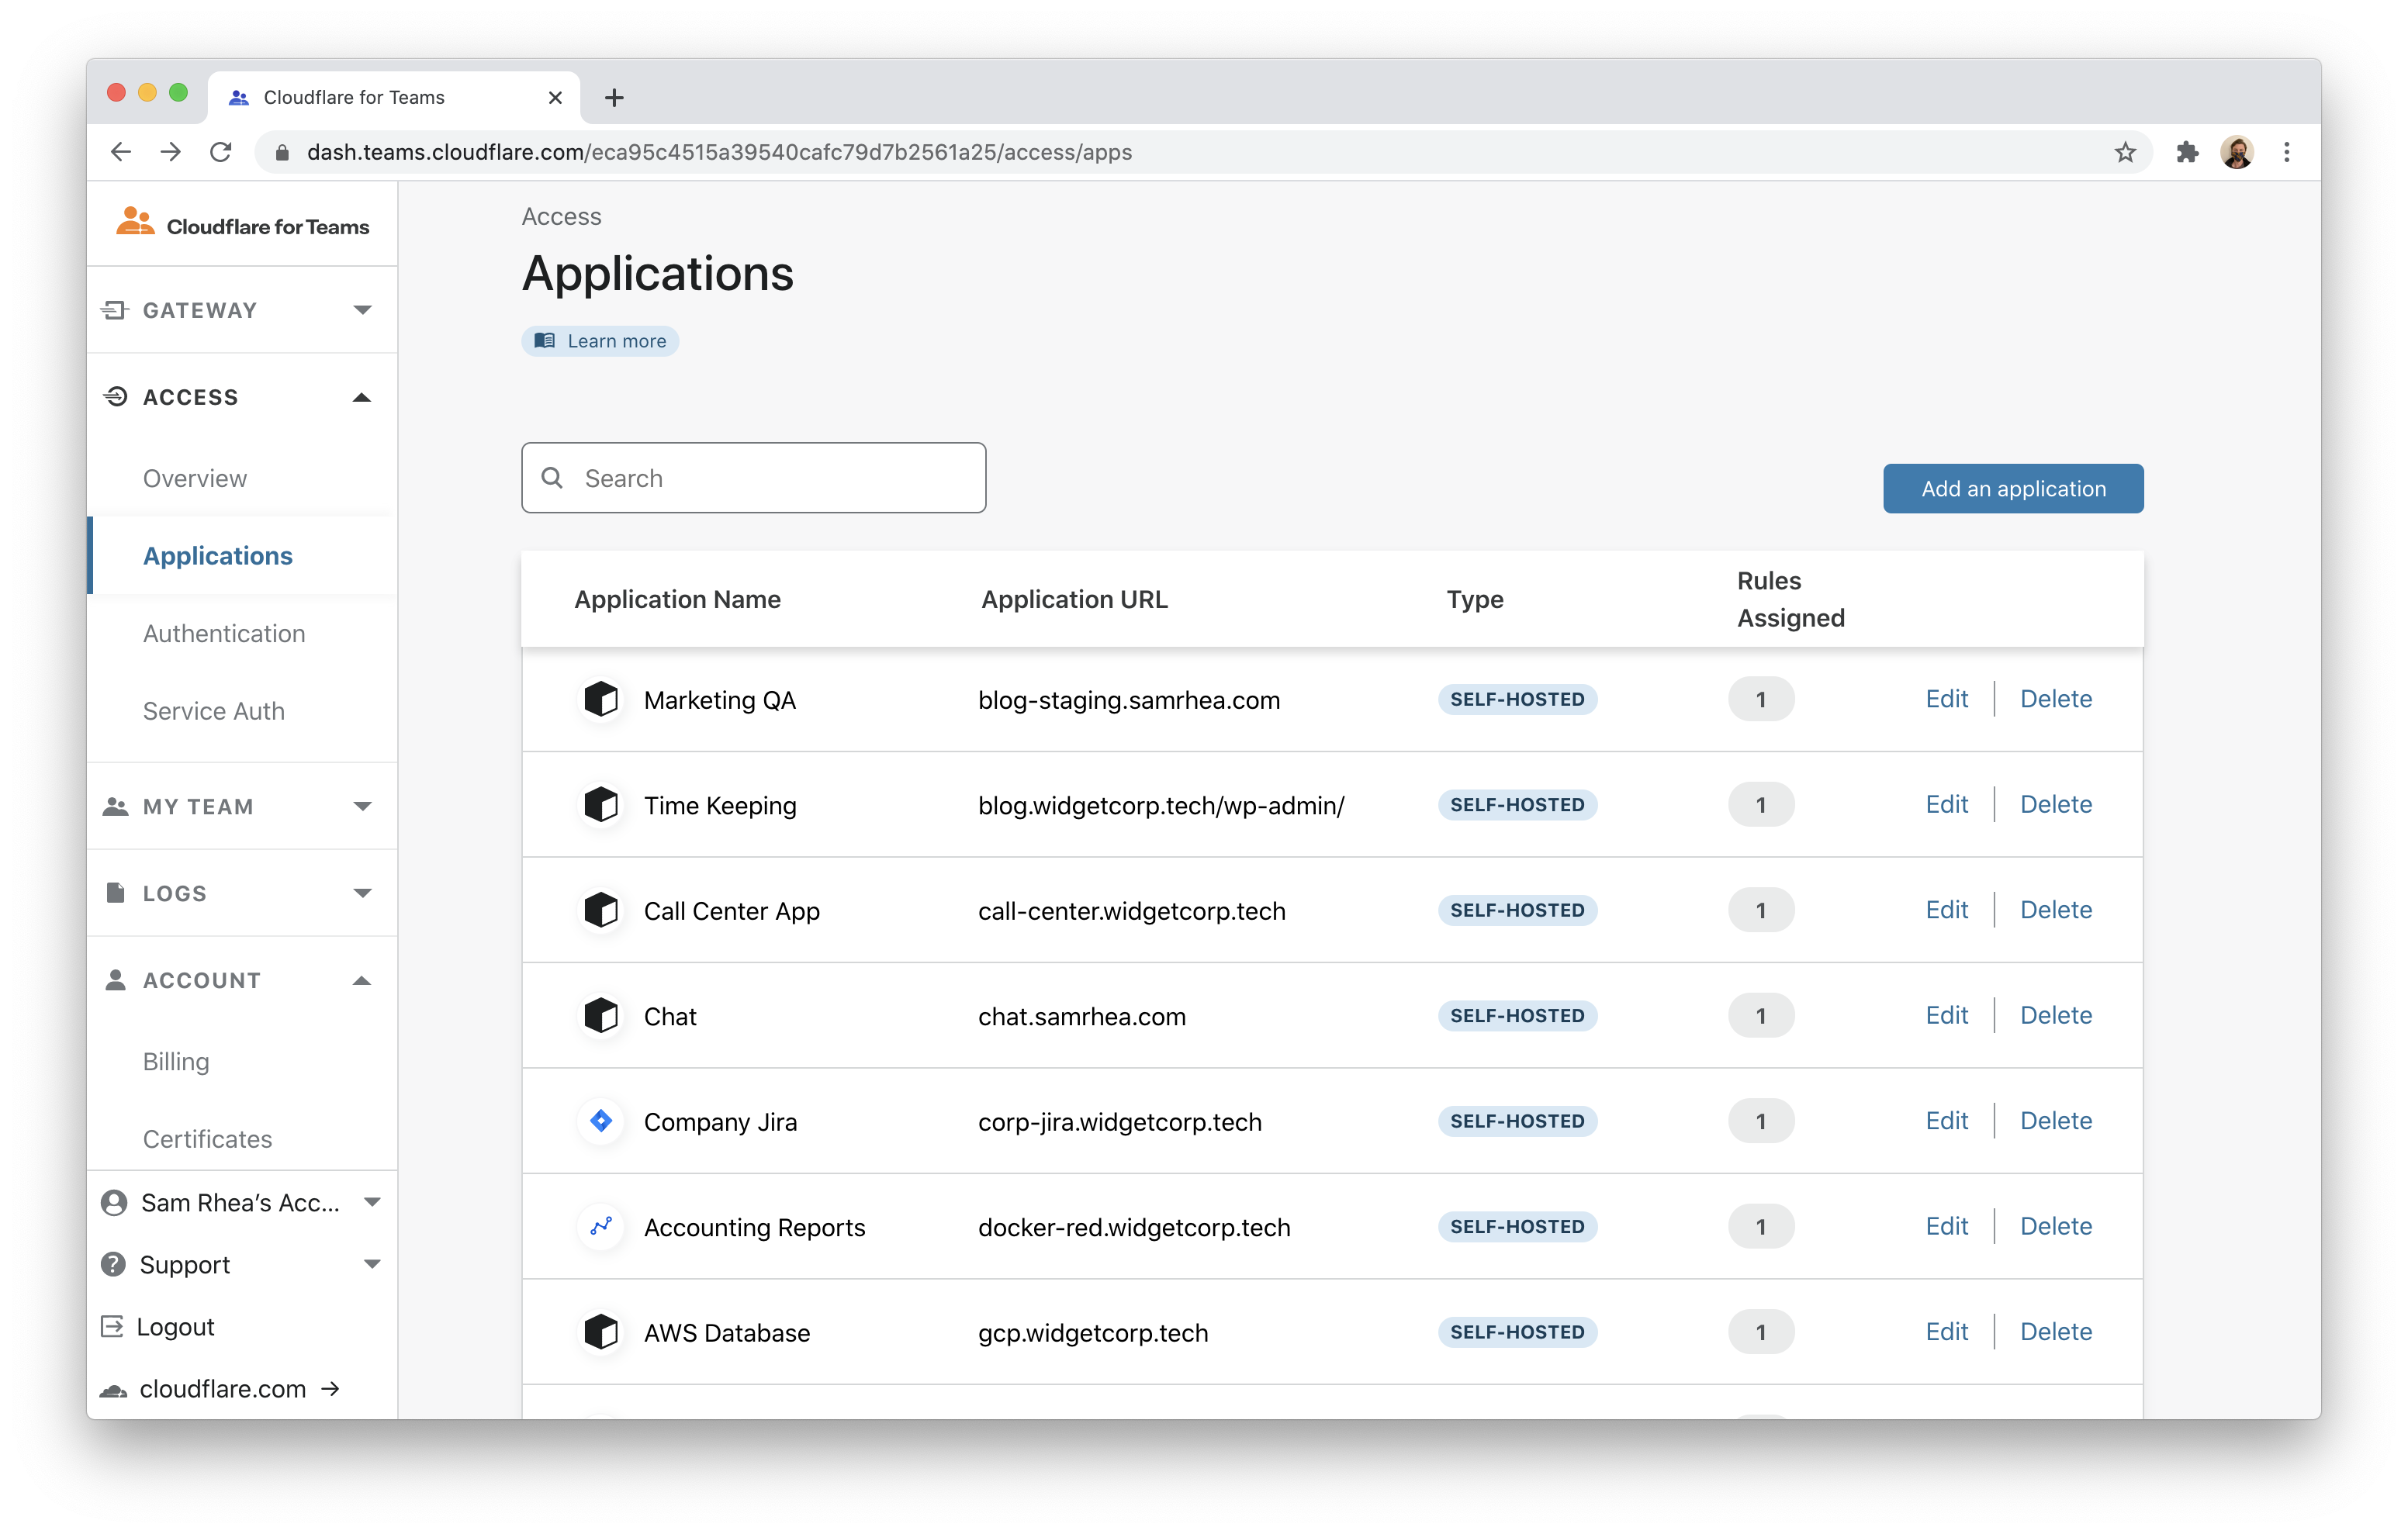 Cloudflare for Teams
dash.teams.cloudflare.com/eca95c4515a39540cafc79d7b2561a25/access/apps
Cloudflare for Teams
GATEWAY
ACCESS
Overview
Applications
Authentication
Service Auth
MY TEAM
LOGS
ACCOUNT
Billing
Certificates
Sam Rhea’s Acc...
Support
Logout
cloudflare.com →
Access
Applications
Learn more
Search
Add an application
Application Name Application URL Type Rules Assigned
Marketing QA blog-staging.samrhea.com SELF-HOSTED 1 Edit Delete
Time Keeping blog.widgetcorp.tech/wp-admin/ SELF-HOSTED 1 Edit Delete
Call Center App call-center.widgetcorp.tech SELF-HOSTED 1 Edit Delete
Chat chat.samrhea.com SELF-HOSTED 1 Edit Delete
Company Jira corp-jira.widgetcorp.tech SELF-HOSTED 1 Edit Delete
Accounting Reports docker-red.widgetcorp.tech SELF-HOSTED 1 Edit Delete
AWS Database gcp.widgetcorp.tech SELF-HOSTED 1 Edit Delete